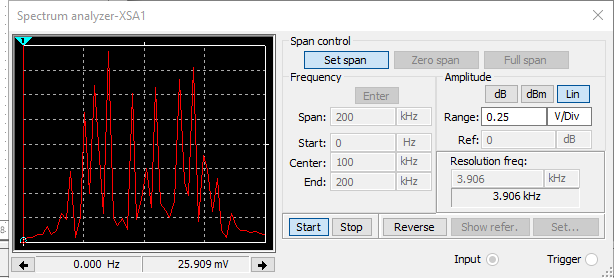 Spectrum analyzer-XSA1
Span control
Set span Zero span Full span
Frequency
Enter
Span: 200 kHz
Start: 0 Hz
Center: 100 kHz
End: 200 kHz
Amplitude
dB dBm Lin
Range: 0.25 V/Div
Ref: 0 dB
Resolution freq:
3.906 kHz
3.906 kHz
Start Stop Reverse Show refer. Set...
0.000 Hz 25.909 mV
Input Trigger
8